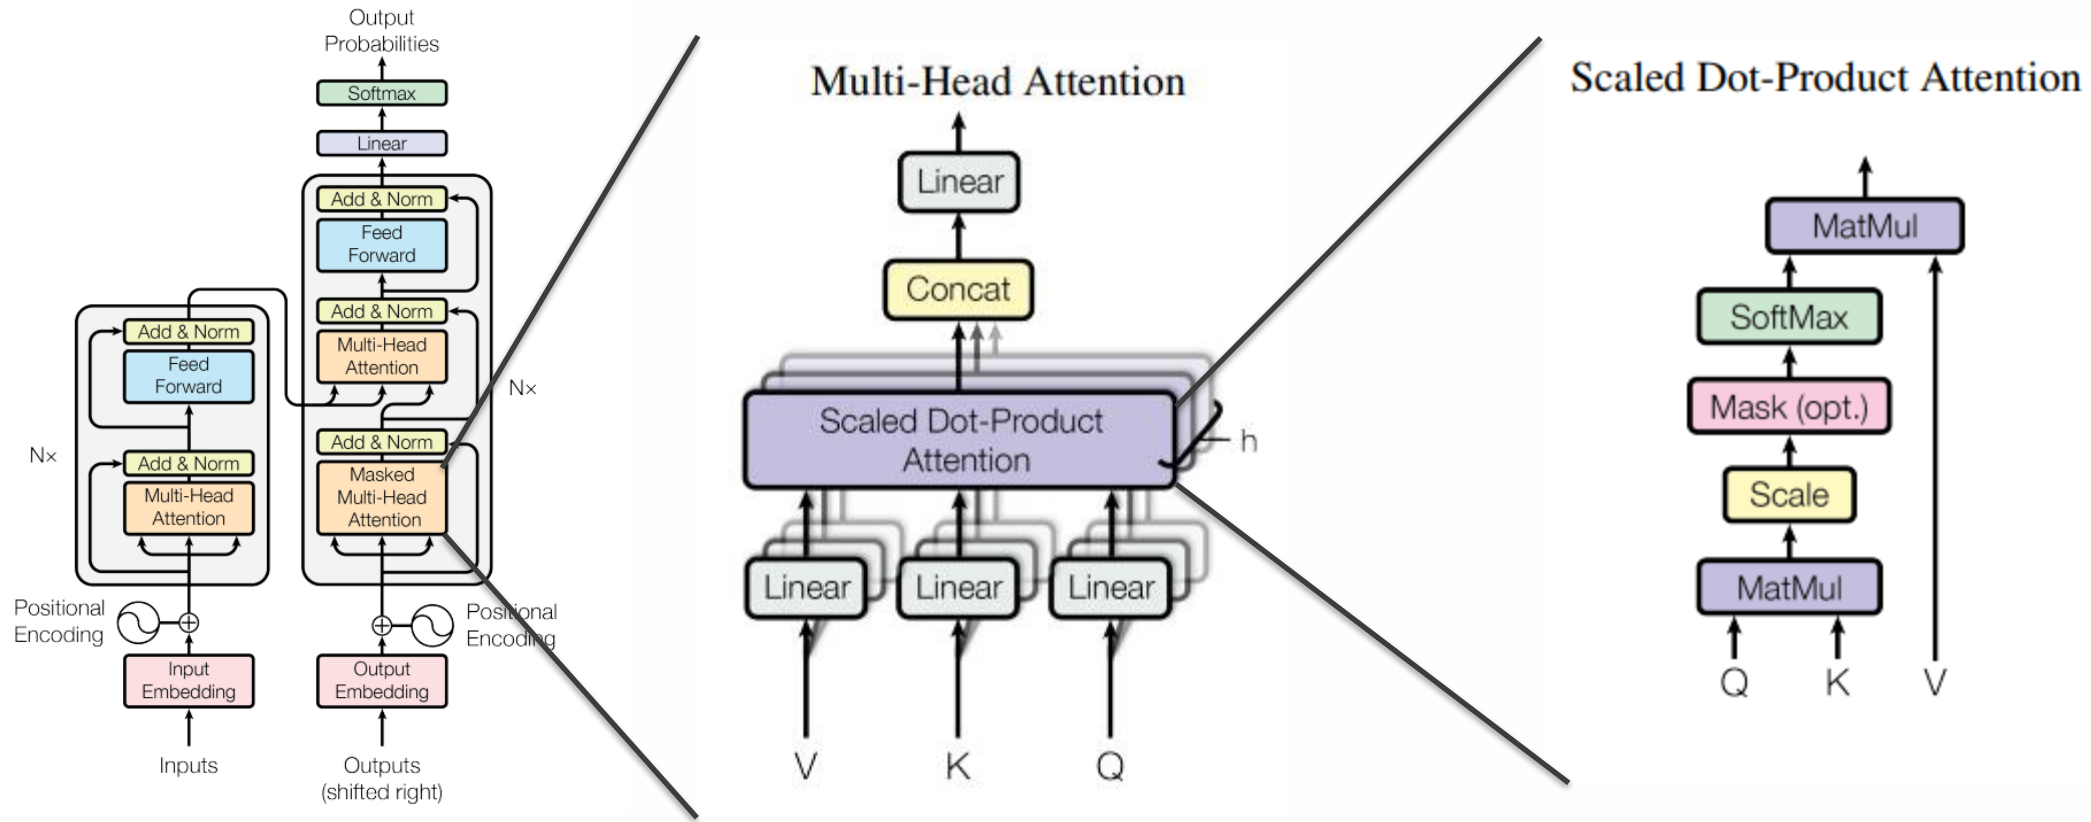 Output
Probabilities
Softmax
Linear
Add & Norm
Feed
Forward
Add & Norm
Multi-Head
Attention
Add & Norm
Masked
Multi-Head
Attention
Nx
Positional
Encoding
Output
Embedding
Outputs
(shifted right)
Add & Norm
Feed
Forward
Add & Norm
Multi-Head
Attention
Nx
Positional
Encoding
Input
Embedding
Inputs
Multi-Head Attention
Linear
Concat
Scaled Dot-Product
Attention
h
Linear
Linear
Linear
V
K
Q
Scaled Dot-Product Attention
MatMul
SoftMax
Mask (opt.)
Scale
MatMul
Q
K
V